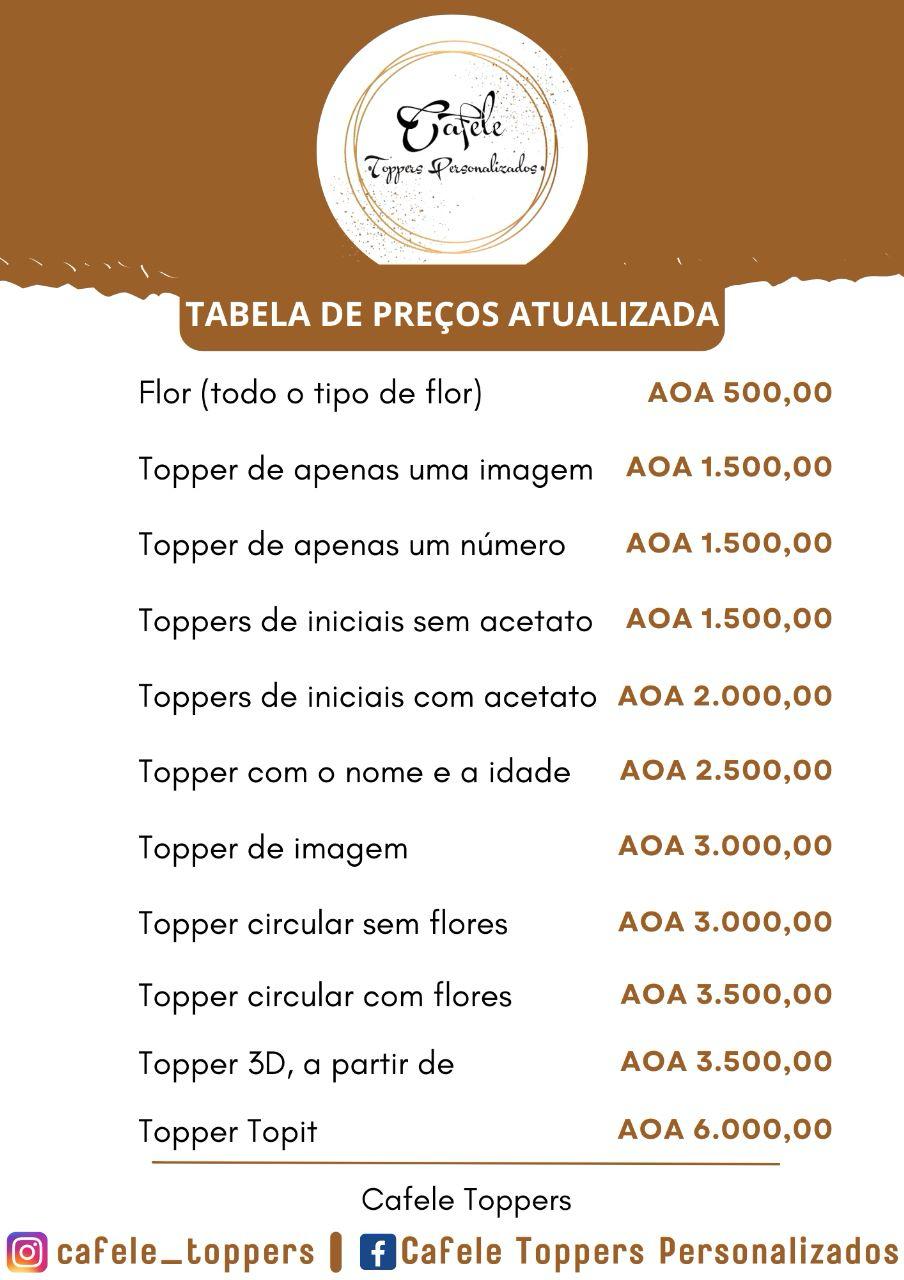 Cafele
Toppers Personalizados
TABELA DE PREÇOS ATUALIZADA
Flor (todo o tipo de flor) AOA 500,00
Topper de apenas uma imagem AOA 1.500,00
Topper de apenas um número AOA 1.500,00
Toppers de iniciais sem acetato AOA 1.500,00
Toppers de iniciais com acetato AOA 2.000,00
Topper com o nome e a idade AOA 2.500,00
Topper de imagem AOA 3.000,00
Topper circular sem flores AOA 3.000,00
Topper circular com flores AOA 3.500,00
Topper 3D, a partir de AOA 3.500,00
Topper Topit AOA 6.000,00
Cafele Toppers
cafele_toppers | Cafele Toppers Personalizados